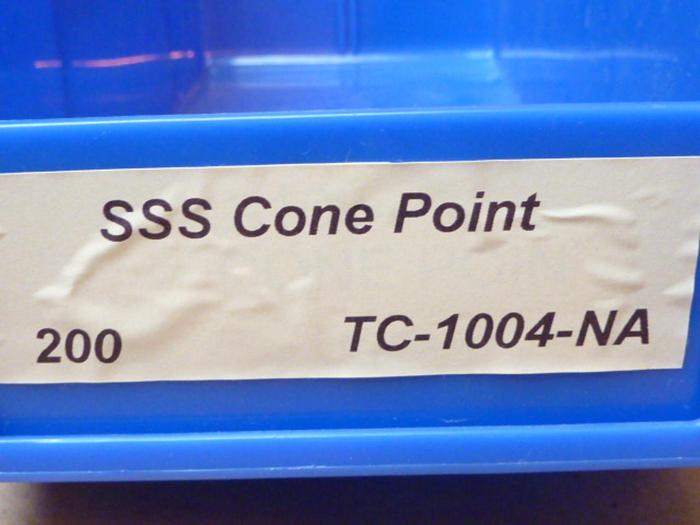 SSS Cone Point
200 TC-1004-NA